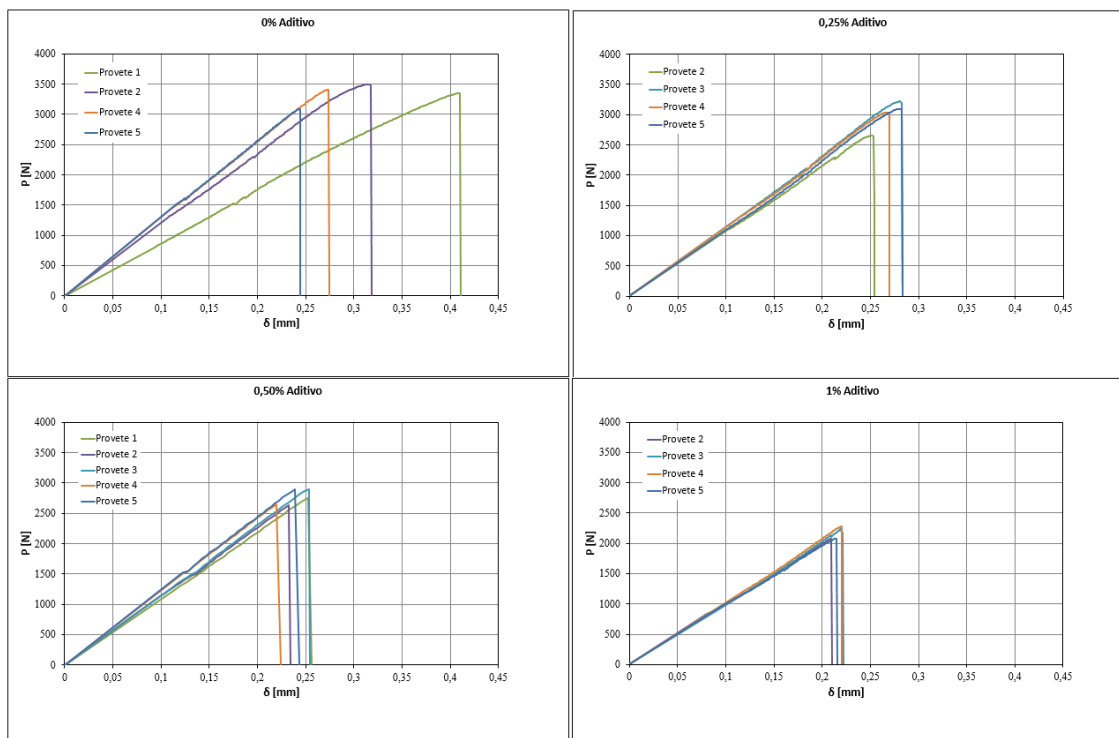 0% Aditivo
P [N]
4000
3500
3000
2500
2000
1500
1000
500
0
Provete 1
Provete 2
Provete 4
Provete 5
0 0,05 0,1 0,15 0,2 0,25 0,3 0,35 0,4 0,45
δ [mm]
0,25% Aditivo
P [N]
4000
3500
3000
2500
2000
1500
1000
500
0
Provete 2
Provete 3
Provete 4
Provete 5
0 0,05 0,1 0,15 0,2 0,25 0,3 0,35 0,4 0,45
δ [mm]
0,50% Aditivo
P [N]
4000
3500
3000
2500
2000
1500
1000
500
0
Provete 1
Provete 2
Provete 3
Provete 4
Provete 5
0 0,05 0,1 0,15 0,2 0,25 0,3 0,35 0,4 0,45
δ [mm]
1% Aditivo
P [N]
4000
3500
3000
2500
2000
1500
1000
500
0
Provete 2
Provete 3
Provete 4
Provete 5
0 0,05 0,1 0,15 0,2 0,25 0,3 0,35 0,4 0,45
δ [mm]